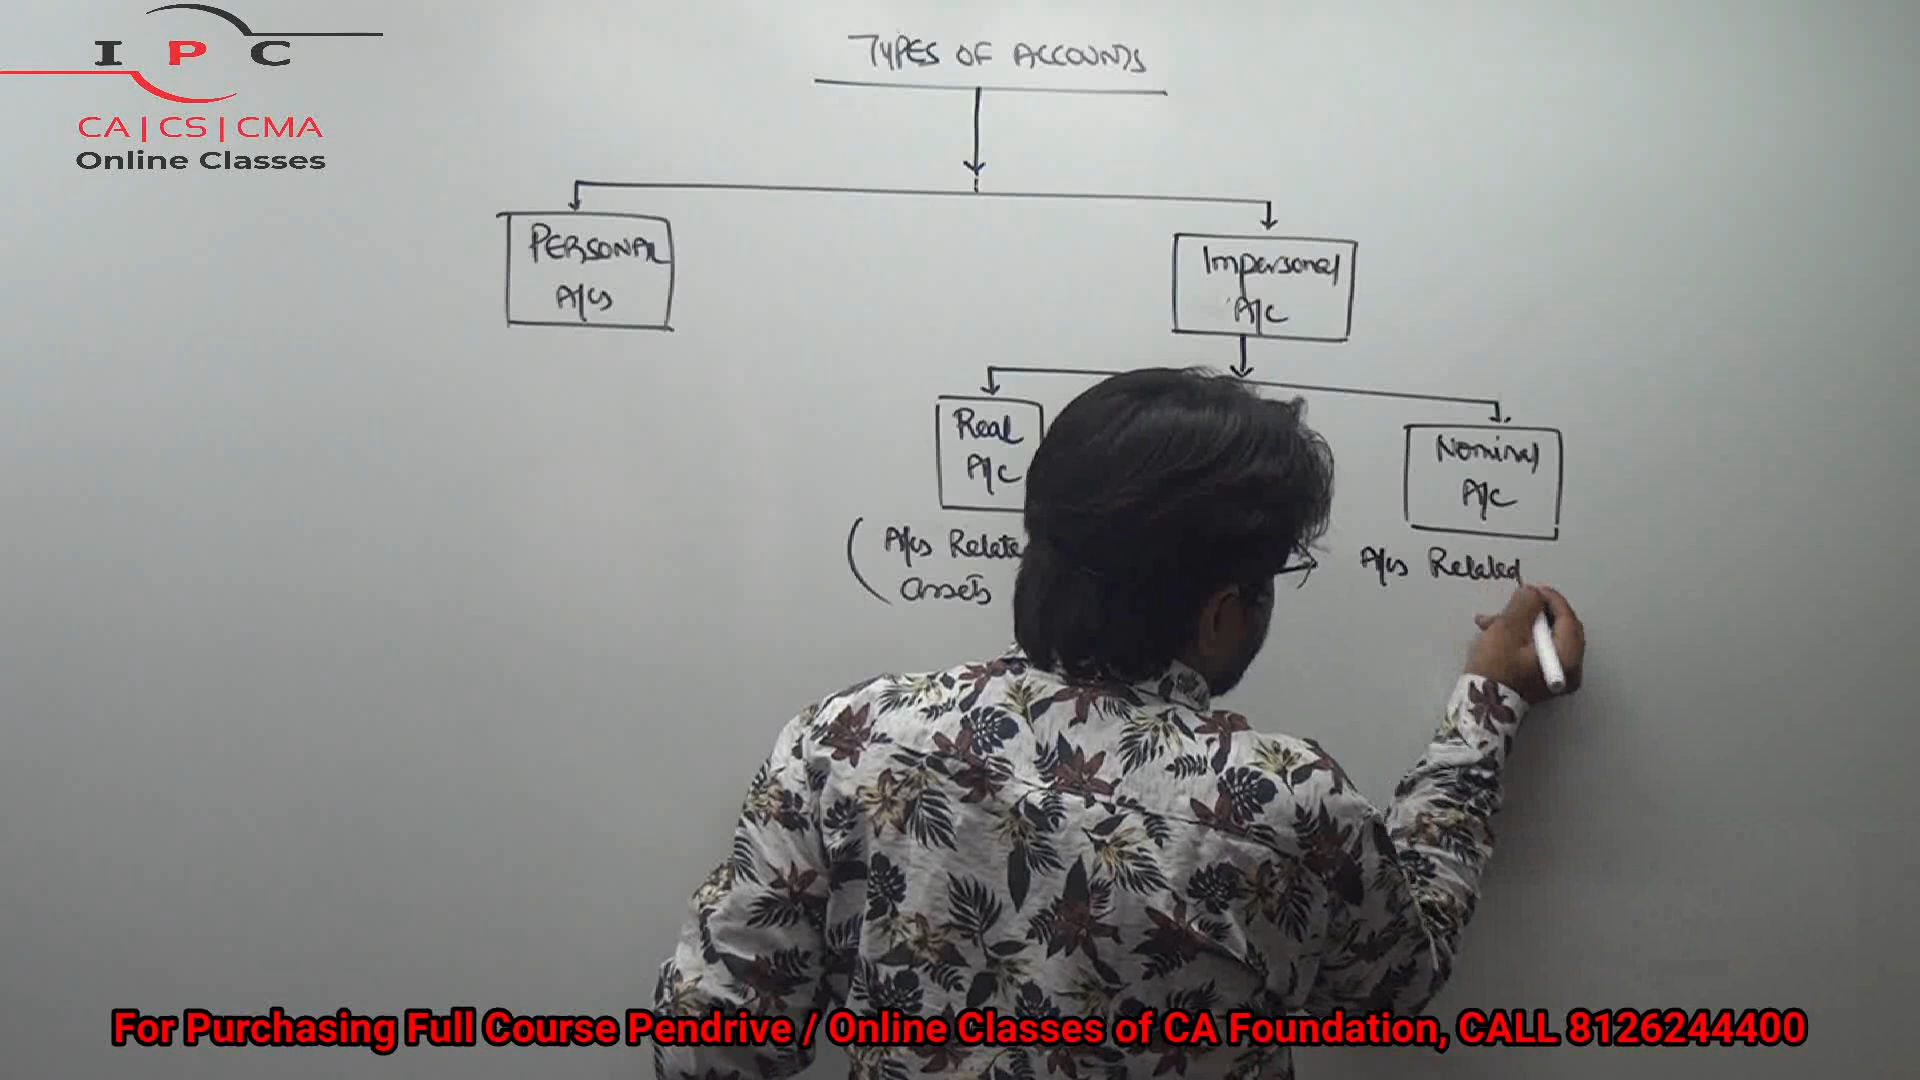 I P C
CA | CS | CMA
Online Classes
TYPES OF ACCOUNTS
PERSONAL
A/cs
Impersonal
A/c
Real
A/c
Nominal
A/c
(A/cs Relate
assets
A/cs Related
For Purchasing Full Course Pendrive / Online Classes of CA Foundation, CALL 8126244400